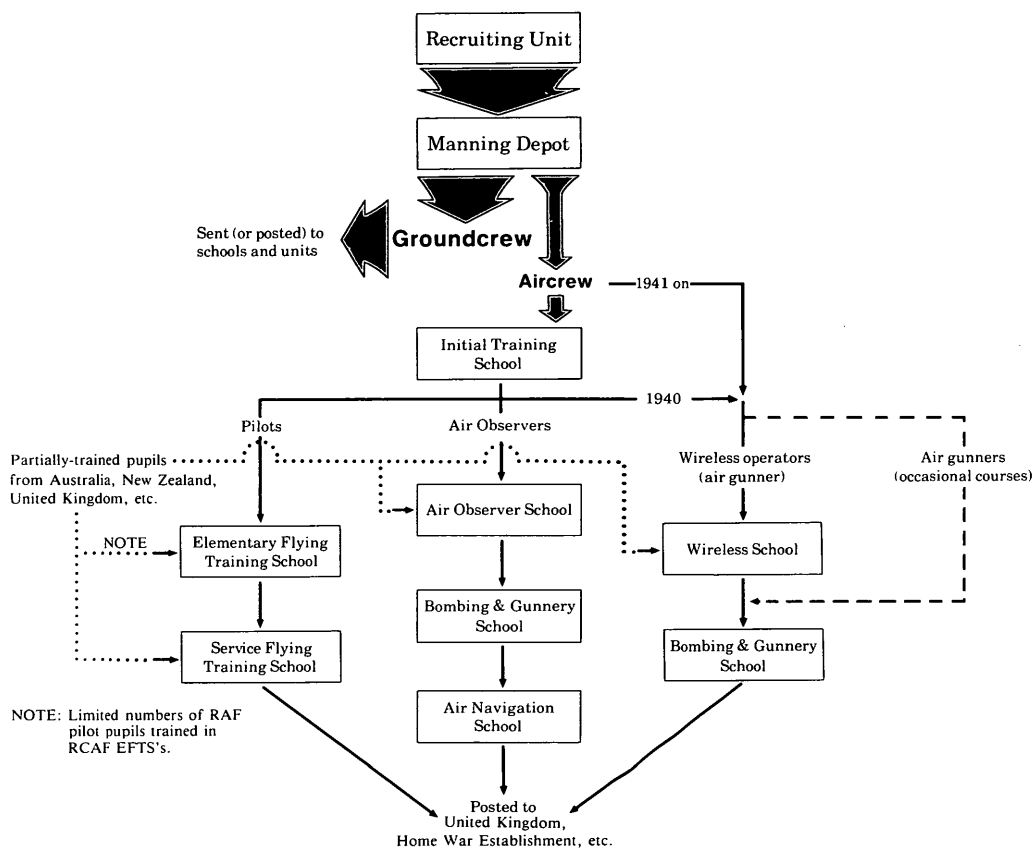 Recruiting Unit
Manning Depot
Sent (or posted) to
schools and units
Groundcrew
Aircrew
1941 on
Initial Training
School
1940
Pilots
Air Observers
Partially-trained pupils
from Australia, New Zealand,
United Kingdom, etc.
Wireless operators
(air gunner)
Air gunners
(occasional courses)
Air Observer School
NOTE
Elementary Flying
Training School
Wireless School
Bombing & Gunnery
School
Service Flying
Training School
Bombing & Gunnery
School
NOTE: Limited numbers of RAF
pilot pupils trained in
RCAF EFTS's.
Air Navigation
School
Posted to
United Kingdom,
Home War Establishment, etc.